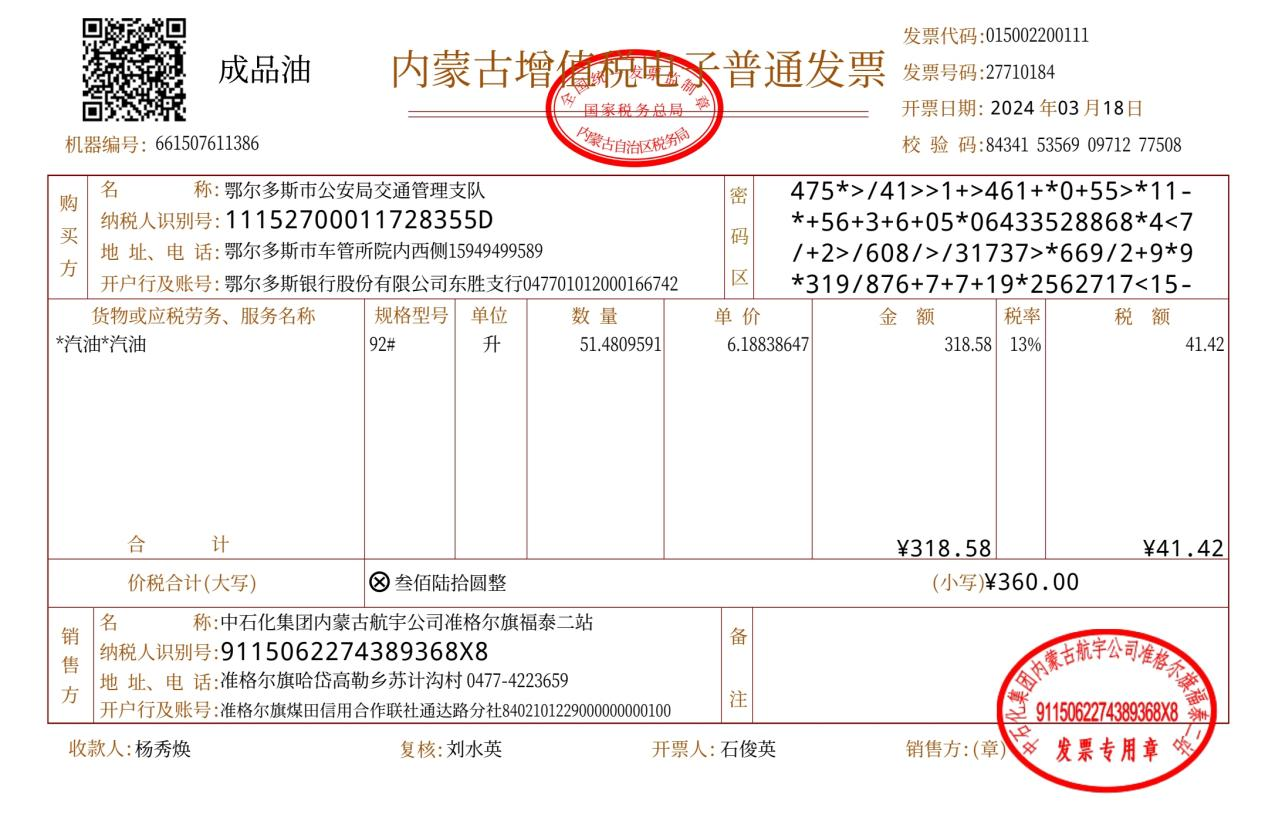 成品油
内蒙古增值税电子普通发票
全国统一发票监制章
国家税务总局
内蒙古自治区税务局
发票代码:015002200111
发票号码:27710184
开票日期: 2024 年03 月18 日
校 验 码:84341 53569 09712 77508
机器编号: 661507611386
购买方
名 称: 鄂尔多斯市公安局交通管理支队
纳税人识别号: 11152700011728355D
地 址、电 话: 鄂尔多斯市车管所院内西侧15949499589
开户行及账号: 鄂尔多斯银行股份有限公司东胜支行047701012000166742
密码区
475*>/41>>1+>461+*0+55>*11-
*+56+3+6+05*06433528868*4<7
/+2>/608/>/31737>*669/2+9*9
*319/876+7+7+19*2562717<15-
货物或应税劳务、服务名称 规格型号 单位 数 量 单 价 金 额 税率 税 额
*汽油*汽油 92# 升 51.4809591 6.18838647 318.58 13% 41.42
合 计 ¥318.58 ¥41.42
价税合计(大写) ⊗ 叁佰陆拾圆整 (小写)¥360.00
销售方
名 称:中石化集团内蒙古航宇公司准格尔旗福泰二站
纳税人识别号:9115062274389368X8
地 址、电 话:准格尔旗哈岱高勒乡苏计沟村 0477-4223659
开户行及账号:准格尔旗煤田信用合作联社通达路分社8402101229000000000100
备注
收款人: 杨秀焕 复核: 刘水英 开票人: 石俊英 销售方: (章)
中石化集团内蒙古航宇公司准格尔旗福泰二站
9115062274389368X8
发票专用章